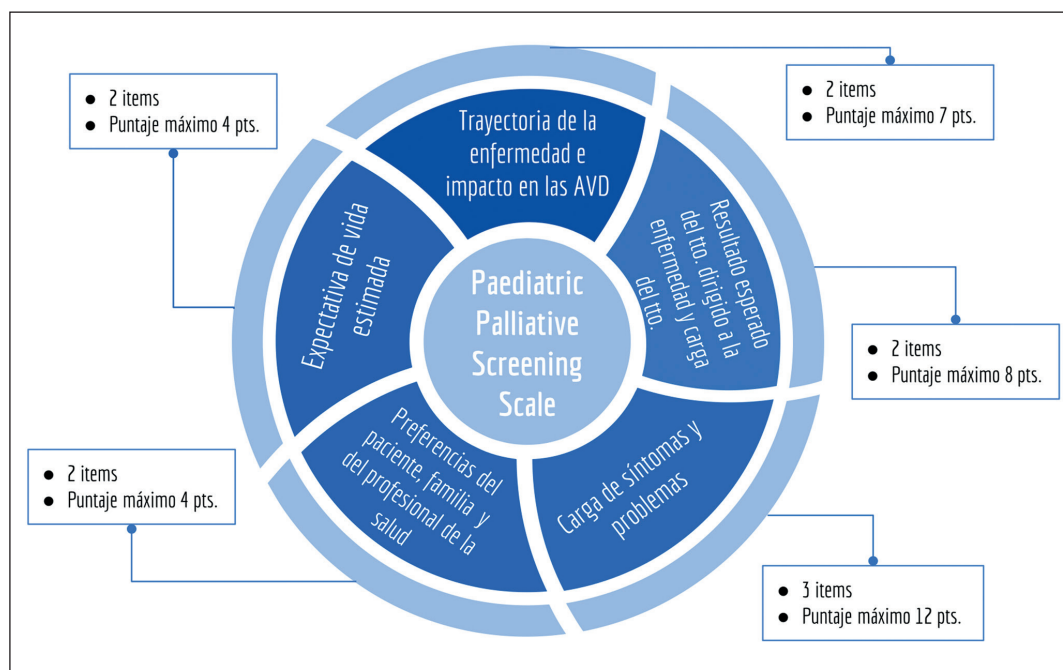 Paediatric
Palliative
Screening
Scale
Trayectoria de la
enfermedad e
impacto en las AVD
● 2 items
● Puntaje máximo 7 pts.
Resultado esperado
del tto. dirigido a la
enfermedad y carga
del tto.
● 2 items
● Puntaje máximo 8 pts.
Carga de síntomas y
problemas
● 3 items
● Puntaje máximo 12 pts.
Preferencias del
paciente, familia y
del profesional de la
salud
● 2 items
● Puntaje máximo 4 pts.
Expectativa de vida
estimada
● 2 items
● Puntaje máximo 4 pts.